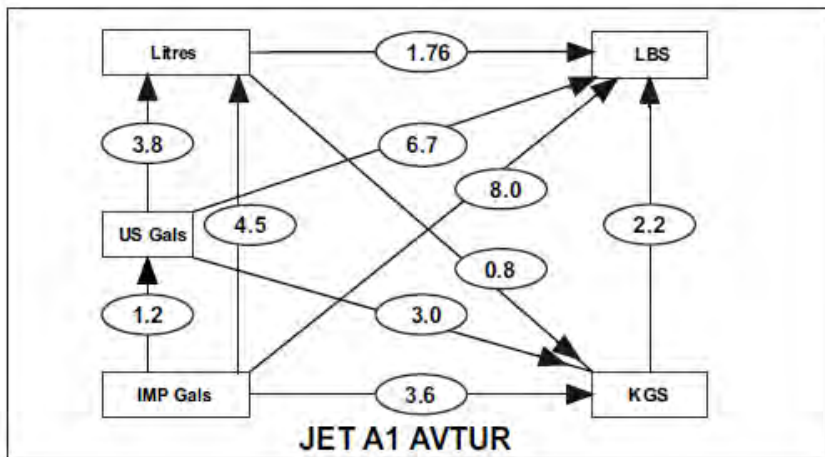 Litres
1.76
LBS
3.8
6.7
8.0
US Gals
4.5
2.2
0.8
1.2
3.0
IMP Gals
3.6
KGS
JET A1 AVTUR